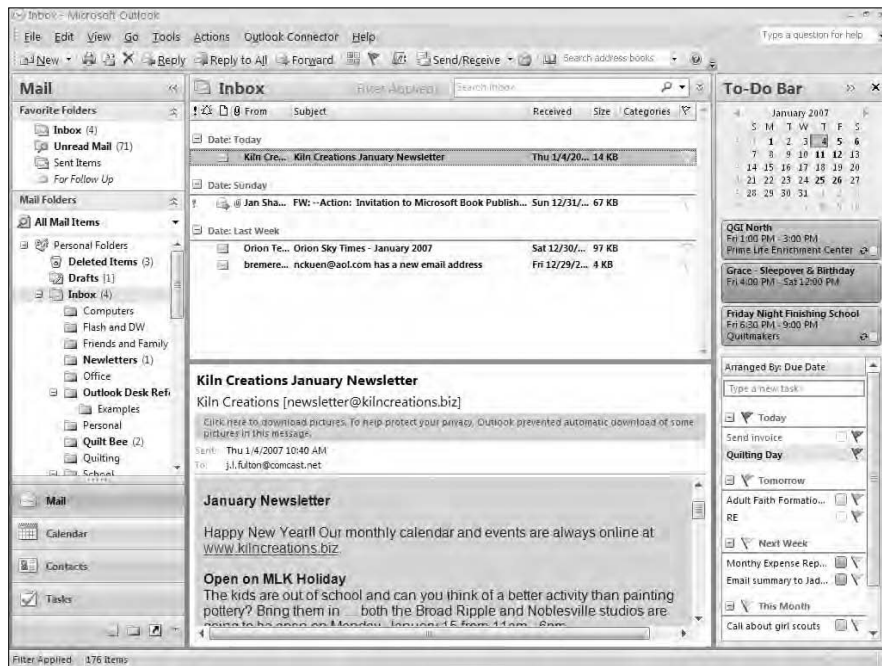 Inbox - Microsoft Outlook
File Edit View Go Tools Actions Outlook Connector Help
Type a question for help
New Reply Reply to All Forward Send/Receive Search address books
Mail
Favorite Folders
Inbox (4)
Unread Mail (71)
Sent Items
For Follow Up
Mail Folders
All Mail Items
Personal Folders
Deleted Items (3)
Drafts [1]
Inbox (4)
Computers
Flash and DW
Friends and Family
Newletters (1)
Office
Outlook Desk Refe
Examples
Personal
Quilt Bee (2)
Quilting
School
Mail
Calendar
Contacts
Tasks
Inbox (Filter Applied) Search Inbox
From Subject Received Size Categories
Date: Today
Kiln Cre... Kiln Creations January Newsletter Thu 1/4/20... 14 KB
Date: Sunday
! Jan Sha... FW: --Action: Invitation to Microsoft Book Publish... Sun 12/31/... 67 KB
Date: Last Week
Orion Te... Orion Sky Times - January 2007 Sat 12/30/... 97 KB
bremere... nckuen@aol.com has a new email address Fri 12/29/2... 4 KB
Kiln Creations January Newsletter
Kiln Creations [newsletter@kilncreations.biz]
Click here to download pictures. To help protect your privacy, Outlook prevented automatic download of some
pictures in this message.
Sent: Thu 1/4/2007 10:40 AM
To: j.l.fulton@comcast.net
January Newsletter
Happy New Year!! Our monthly calendar and events are always online at
www.kilncreations.biz.
Open on MLK Holiday
The kids are out of school and can you think of a better activity than painting
pottery? Bring them in ... both the Broad Ripple and Noblesville studios are
going to be open on Monday, January 15 from 11am - 6pm.
To-Do Bar
January 2007
S M T W T F S
1 2 3 4 5 6
7 8 9 10 11 12 13
14 15 16 17 18 19 20
21 22 23 24 25 26 27
28 29 30 31
QGI North
Fri 1:00 PM - 3:00 PM
Prime Life Enrichment Center
Grace - Sleepover & Birthday
Fri 4:00 PM - Sat 12:00 PM
Friday Night Finishing School
Fri 6:30 PM - 9:00 PM
Quiltmakers
Arranged By: Due Date
Type a new task
Today
Send invoice
Quilting Day
Tomorrow
Adult Faith Formatio...
RE
Next Week
Monthy Expense Rep...
Email summary to Jad...
This Month
Call about girl scouts
Filter Applied 176 Items